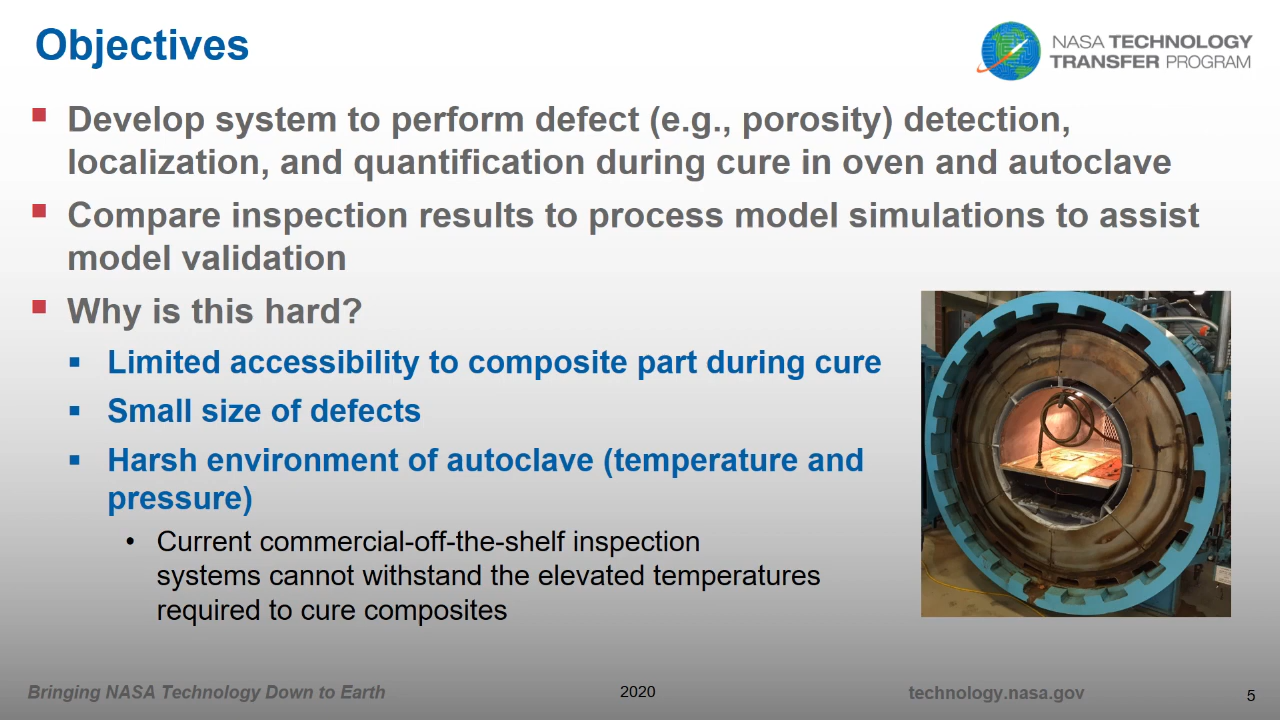 Objectives
NASA TECHNOLOGY
TRANSFER PROGRAM
Develop system to perform defect (e.g., porosity) detection,
localization, and quantification during cure in oven and autoclave
Compare inspection results to process model simulations to assist
model validation
Why is this hard?
Limited accessibility to composite part during cure
Small size of defects
Harsh environment of autoclave (temperature and
pressure)
Current commercial-off-the-shelf inspection
systems cannot withstand the elevated temperatures
required to cure composites
Bringing NASA Technology Down to Earth
2020
technology.nasa.gov
5